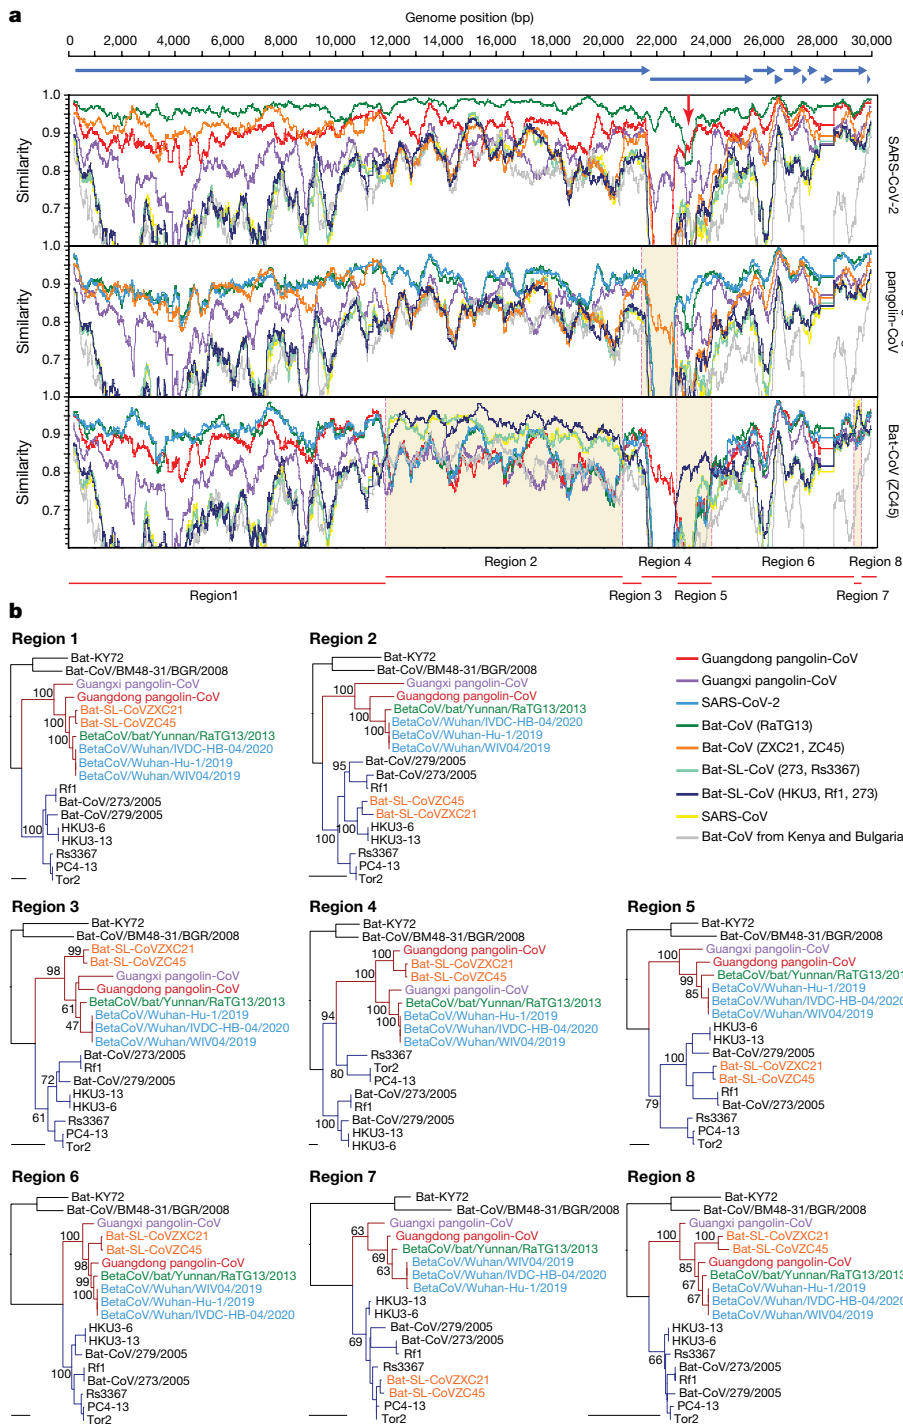 a
Genome position (bp)
0 2,000 4,000 6,000 8,000 10,000 12,000 14,000 16,000 18,000 20,000 22,000 24,000 26,000 28,000 30,000
1.0
0.9
0.8
0.7
Similarity
SARS-CoV-2
1.0
0.9
0.8
0.7
Similarity
pangolin-CoV
1.0
0.9
0.8
0.7
Similarity
Bat-CoV (ZC45)
Region 2
Region 4
Region 6
Region 8
Region1
Region 3
Region 5
Region 7
b
Region 1
Bat-KY72
Bat-CoV/BM48-31/BGR/2008
Guangxi pangolin-CoV
100
Guangdong pangolin-CoV
Bat-SL-CoVZXC21
100
Bat-SL-CoVZC45
100
BetaCoV/bat/Yunnan/RaTG13/2013
BetaCoV/Wuhan/IVDC-HB-04/2020
BetaCoV/Wuhan-Hu-1/2019
BetaCoV/Wuhan/WIV04/2019
Rf1
Bat-CoV/273/2005
Bat-CoV/279/2005
100
HKU3-6
HKU3-13
Rs3367
PC4-13
Tor2
Region 2
Bat-KY72
Bat-CoV/BM48-31/BGR/2008
Guangxi pangolin-CoV
100
Guangdong pangolin-CoV
BetaCoV/bat/Yunnan/RaTG13/2013
100
BetaCoV/Wuhan/IVDC-HB-04/2020
BetaCoV/Wuhan-Hu-1/2019
BetaCoV/Wuhan/WIV04/2019
95
Bat-CoV/279/2005
Bat-CoV/273/2005
Rf1
Bat-SL-CoVZC45
Bat-SL-CoVZXC21
100
100
HKU3-6
HKU3-13
Rs3367
PC4-13
Tor2
Guangdong pangolin-CoV
Guangxi pangolin-CoV
SARS-CoV-2
Bat-CoV (RaTG13)
Bat-CoV (ZXC21, ZC45)
Bat-SL-CoV (273, Rs3367)
Bat-SL-CoV (HKU3, Rf1, 273)
SARS-CoV
Bat-CoV from Kenya and Bulgaria
Region 3
Bat-KY72
Bat-CoV/BM48-31/BGR/2008
99
Bat-SL-CoVZXC21
Bat-SL-CoVZC45
98
Guangxi pangolin-CoV
Guangdong pangolin-CoV
61
BetaCoV/bat/Yunnan/RaTG13/2013
BetaCoV/Wuhan-Hu-1/2019
47
BetaCoV/Wuhan/IVDC-HB-04/2020
BetaCoV/Wuhan/WIV04/2019
Bat-CoV/273/2005
Rf1
72
Bat-CoV/279/2005
HKU3-13
HKU3-6
61
Rs3367
PC4-13
Tor2
Region 4
Bat-KY72
Bat-CoV/BM48-31/BGR/2008
Guangdong pangolin-CoV
100
Bat-SL-CoVZXC21
100
Bat-SL-CoVZC45
Guangxi pangolin-CoV
100
BetaCoV/bat/Yunnan/RaTG13/2013
94
100
BetaCoV/Wuhan-Hu-1/2019
BetaCoV/Wuhan/IVDC-HB-04/2020
BetaCoV/Wuhan/WIV04/2019
Rs3367
Tor2
80
PC4-13
Bat-CoV/273/2005
Rf1
100
Bat-CoV/279/2005
HKU3-13
HKU3-6
Region 5
Bat-KY72
Bat-CoV/BM48-31/BGR/2008
Guangxi pangolin-CoV
100
Guangdong pangolin-CoV
99
BetaCoV/bat/Yunnan/RaTG13/201
85
BetaCoV/Wuhan-Hu-1/2019
BetaCoV/Wuhan/IVDC-HB-04/2020
BetaCoV/Wuhan/WIV04/2019
HKU3-6
HKU3-13
100
Bat-CoV/279/2005
Bat-SL-CoVZXC21
Bat-SL-CoVZC45
Rf1
79
Bat-CoV/273/2005
Rs3367
PC4-13
Tor2
Region 6
Bat-KY72
Bat-CoV/BM48-31/BGR/2008
Guangxi pangolin-CoV
100
Bat-SL-CoVZXC21
Bat-SL-CoVZC45
98
Guangdong pangolin-CoV
BetaCoV/bat/Yunnan/RaTG13/2013
99
BetaCoV/Wuhan/WIV04/2019
100
BetaCoV/Wuhan-Hu-1/2019
BetaCoV/Wuhan/IVDC-HB-04/2020
HKU3-6
HKU3-13
Bat-CoV/279/2005
100
Rf1
Bat-CoV/273/2005
Rs3367
PC4-13
Tor2
Region 7
Bat-KY72
Bat-CoV/BM48-31/BGR/2008
Guangxi pangolin-CoV
63
Guangdong pangolin-CoV
69
BetaCoV/bat/Yunnan/RaTG13/2013
63
BetaCoV/Wuhan/WIV04/2019
BetaCoV/Wuhan/IVDC-HB-04/2020
BetaCoV/Wuhan-Hu-1/2019
HKU3-13
HKU3-6
Bat-CoV/279/2005
69
Bat-CoV/273/2005
Rf1
Rs3367
Bat-SL-CoVZXC21
Bat-SL-CoVZC45
PC4-13
Tor2
Region 8
Bat-KY72
Bat-CoV/BM48-31/BGR/2008
Guangxi pangolin-CoV
100
100
Bat-SL-CoVZXC21
Bat-SL-CoVZC45
85
Guangdong pangolin-CoV
67
BetaCoV/bat/Yunnan/RaTG13/2013
67
BetaCoV/Wuhan-Hu-1/2019
BetaCoV/Wuhan/IVDC-HB-04/2020
BetaCoV/Wuhan/WIV04/2019
HKU3-13
HKU3-6
Rs3367
66
Bat-CoV/273/2005
Rf1
Bat-CoV/279/2005
PC4-13
Tor2